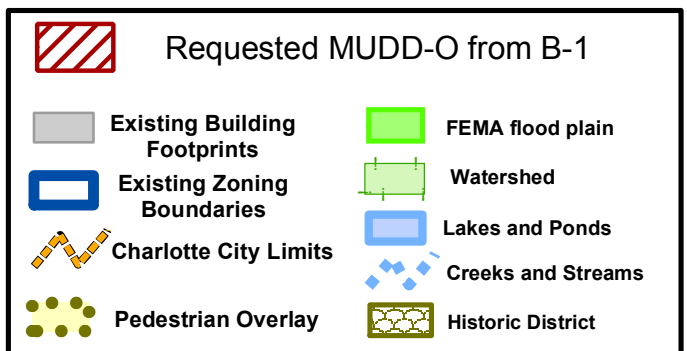 Requested MUDD-O from B-1
Existing Building
Footprints
Existing Zoning
Boundaries
Charlotte City Limits
Pedestrian Overlay
FEMA flood plain
Watershed
Lakes and Ponds
Creeks and Streams
Historic District